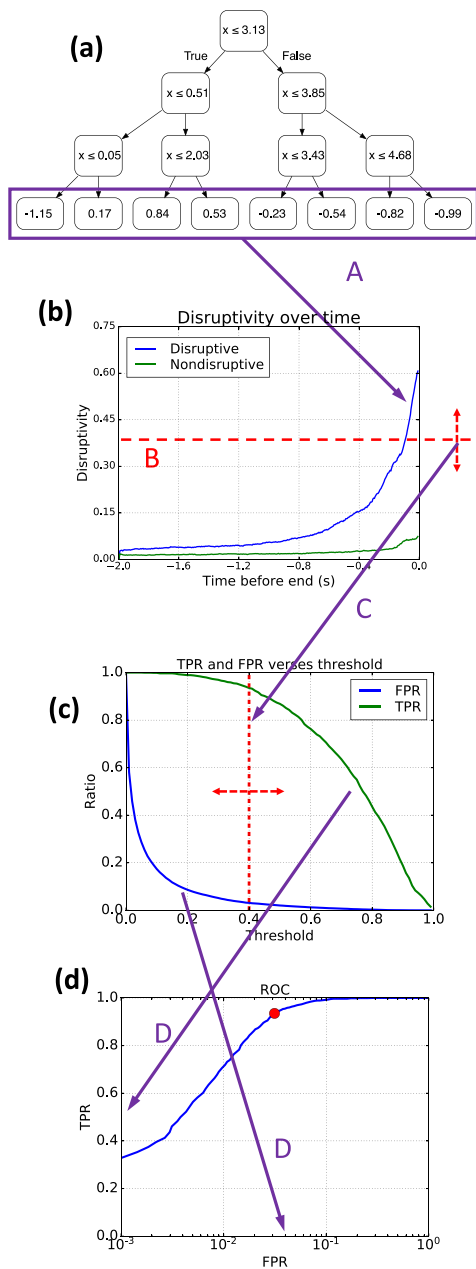 (a)
x ≤ 3.13
True
False
x ≤ 0.51
x ≤ 3.85
x ≤ 0.05
x ≤ 2.03
x ≤ 3.43
x ≤ 4.68
-1.15
0.17
0.84
0.53
-0.23
-0.54
-0.82
-0.99
A
(b)
Disruptivity over time
0.75
0.60
0.45
0.30
0.15
0.00
Disruptivity
Disruptive
Nondisruptive
B
−2.0
−1.6
−1.2
−0.8
−0.4
0.0
Time before end (s)
C
(c)
TPR and FPR verses threshold
1.0
0.8
0.6
0.4
0.2
0.0
Ratio
FPR
TPR
0.0
0.2
0.4
0.6
0.8
1.0
Threshold
(d)
ROC
D
D
1.0
0.8
0.6
0.4
0.2
0.0
TPR
10⁻³
10⁻²
10⁻¹
10⁰
FPR